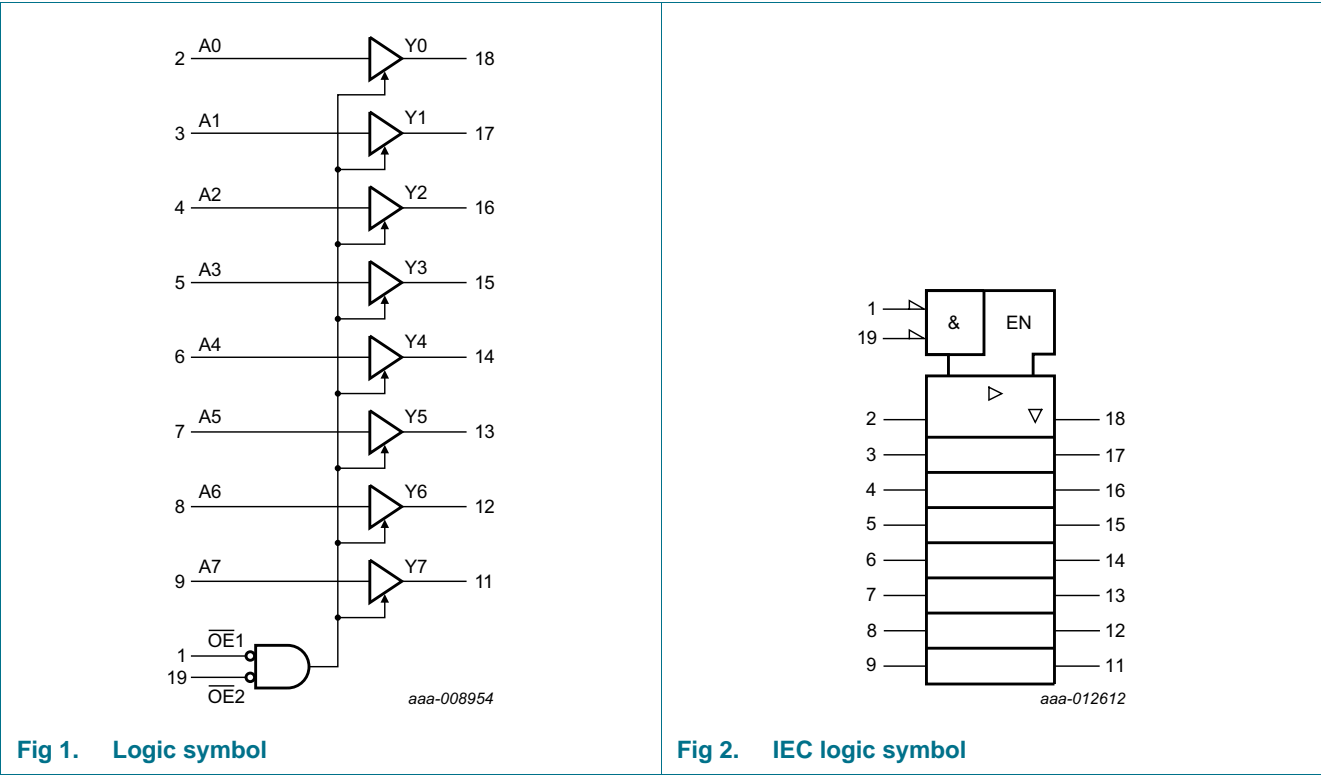 A0
Y0
2
18
A1
Y1
3
17
A2
Y2
4
16
A3
Y3
5
15
A4
Y4
6
14
A5
Y5
7
13
A6
Y6
8
12
A7
Y7
9
11
O̅E̅1
1
19
O̅E̅2
aaa-008954
Fig 1. Logic symbol
1
&
EN
19
2
18
3
17
4
16
5
15
6
14
7
13
8
12
9
11
aaa-012612
Fig 2. IEC logic symbol